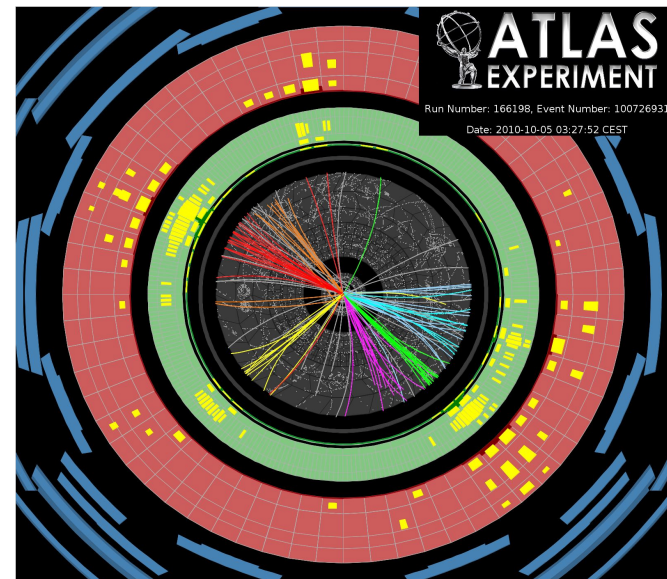 ATLAS
EXPERIMENT
Run Number: 166198, Event Number: 100726931
Date: 2010-10-05 03:27:52 CEST